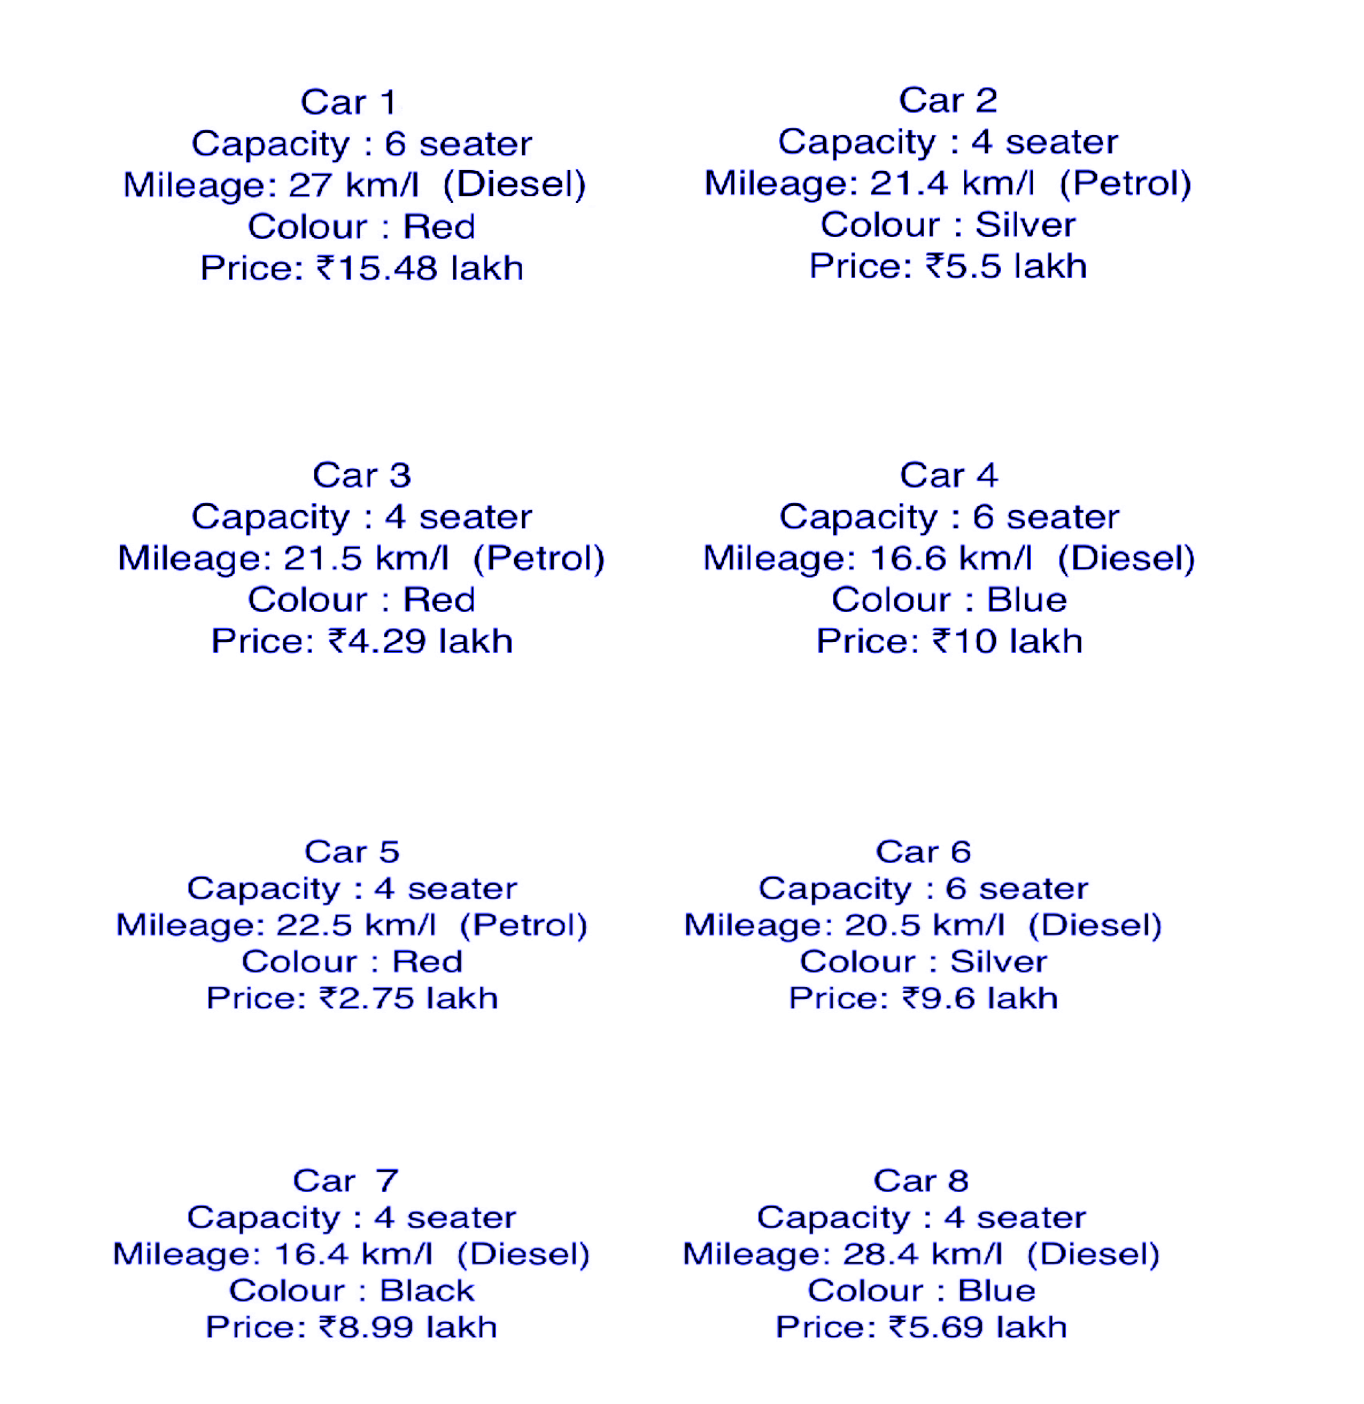 Car 1
Capacity : 6 seater
Mileage: 27 km/l (Diesel)
Colour : Red
Price: ₹15.48 lakh
Car 2
Capacity : 4 seater
Mileage: 21.4 km/l (Petrol)
Colour : Silver
Price: ₹5.5 lakh
Car 3
Capacity : 4 seater
Mileage: 21.5 km/l (Petrol)
Colour : Red
Price: ₹4.29 lakh
Car 4
Capacity : 6 seater
Mileage: 16.6 km/l (Diesel)
Colour : Blue
Price: ₹10 lakh
Car 5
Capacity : 4 seater
Mileage: 22.5 km/l (Petrol)
Colour : Red
Price: ₹2.75 lakh
Car 6
Capacity : 6 seater
Mileage: 20.5 km/l (Diesel)
Colour : Silver
Price: ₹9.6 lakh
Car 7
Capacity : 4 seater
Mileage: 16.4 km/l (Diesel)
Colour : Black
Price: ₹8.99 lakh
Car 8
Capacity : 4 seater
Mileage: 28.4 km/l (Diesel)
Colour : Blue
Price: ₹5.69 lakh